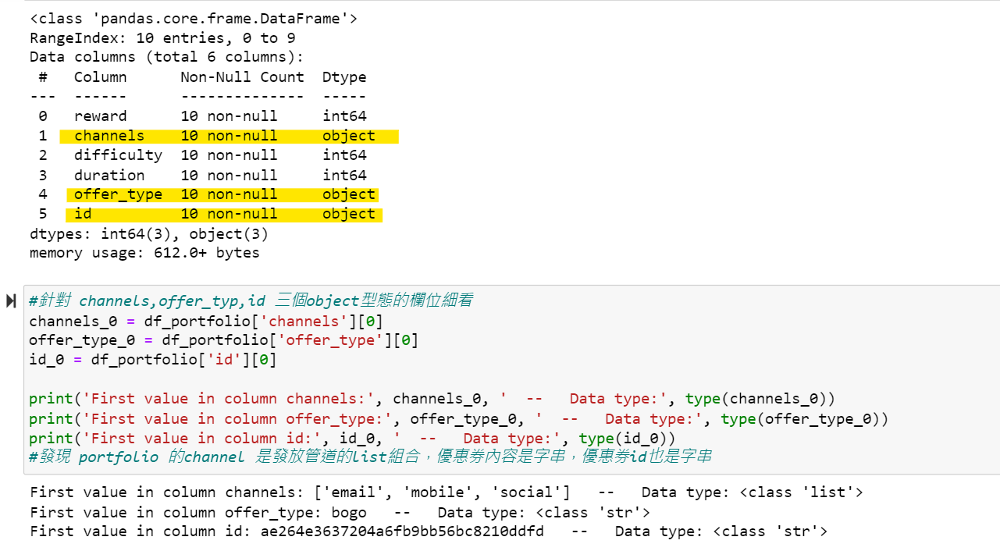 <class 'pandas.core.frame.DataFrame'>
RangeIndex: 10 entries, 0 to 9
Data columns (total 6 columns):
 #   Column      Non-Null Count  Dtype
---  ------      --------------  -----
 0   reward      10 non-null     int64
 1   channels    10 non-null     object
 2   difficulty  10 non-null     int64
 3   duration    10 non-null     int64
 4   offer_type  10 non-null     object
 5   id          10 non-null     object
dtypes: int64(3), object(3)
memory usage: 612.0+ bytes
#針對 channels,offer_typ,id 三個object型態的欄位細看
channels_0 = df_portfolio['channels'][0]
offer_type_0 = df_portfolio['offer_type'][0]
id_0 = df_portfolio['id'][0]
print('First value in column channels:', channels_0, '  --   Data type:', type(channels_0))
print('First value in column offer_type:', offer_type_0, '  --   Data type:', type(offer_type_0))
print('First value in column id:', id_0, '  --   Data type:', type(id_0))
#發現 portfolio 的channel 是發放管道的list組合，優惠券內容是字串，優惠券id也是字串
First value in column channels: ['email', 'mobile', 'social']   --   Data type: <class 'list'>
First value in column offer_type: bogo   --   Data type: <class 'str'>
First value in column id: ae264e3637204a6fb9bb56bc8210ddfd   --   Data type: <class 'str'>